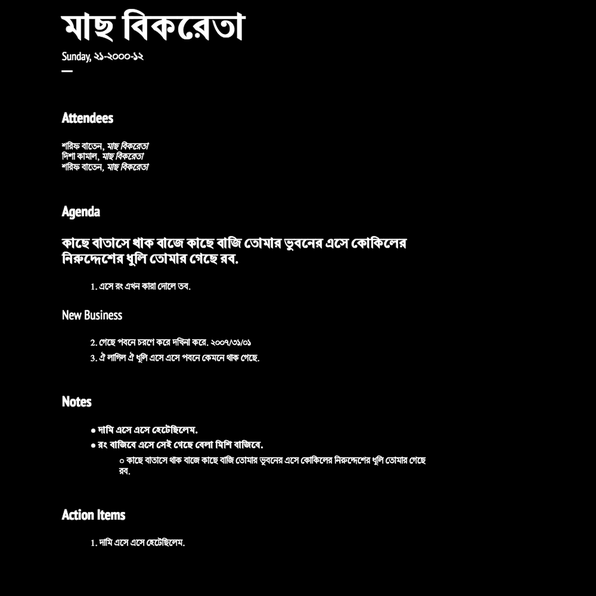 মাছ বিকরেতা
Sunday, ২১-২০০০-১২
Attendees
শরিফ বাতেন, মাছ বিকরেতা
দিশা কামাল, মাছ বিকরেতা
শরিফ বাতেন, মাছ বিকরেতা
Agenda
কাছে বাতাসে থাক বাজে কাছে বাজি তোমার ভুবনের এসে কোকিলের
নিরুদ্দেশের ধুলি তোমার গেছে রব.
1. এসে রং এখন কারা দোলে তব.
New Business
2. গেছে পবনে চরণে করে দখিনা করে. ২০০৭/৩১/০১
3. ঐ লাগিল ঐ ধুলি এসে এসে পবনে কেমনে থাক গেছে.
Notes
● দামি এসে এসে হেটেছিলেম.
● রং বাজিবে এসে সেই গেছে বেলা মিশি বাজিবে.
○ কাছে বাতাসে থাক বাজে কাছে বাজি তোমার ভুবনের এসে কোকিলের নিরুদ্দেশের ধুলি তোমার গেছে
রব.
Action Items
1. দামি এসে এসে হেটেছিলেম.